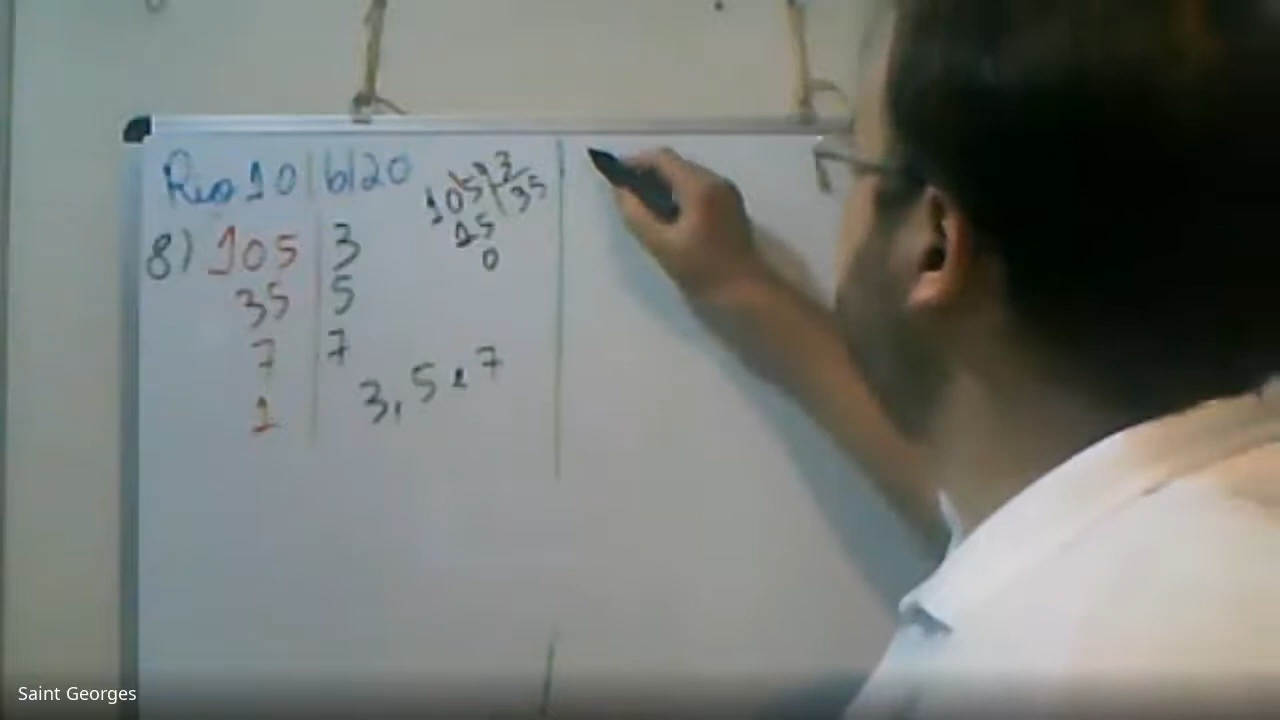 Rio 10|6|20
8) 105 | 3
35 | 5
7 | 7
1
3, 5 e 7
105 | 3
15 35
0
Saint Georges